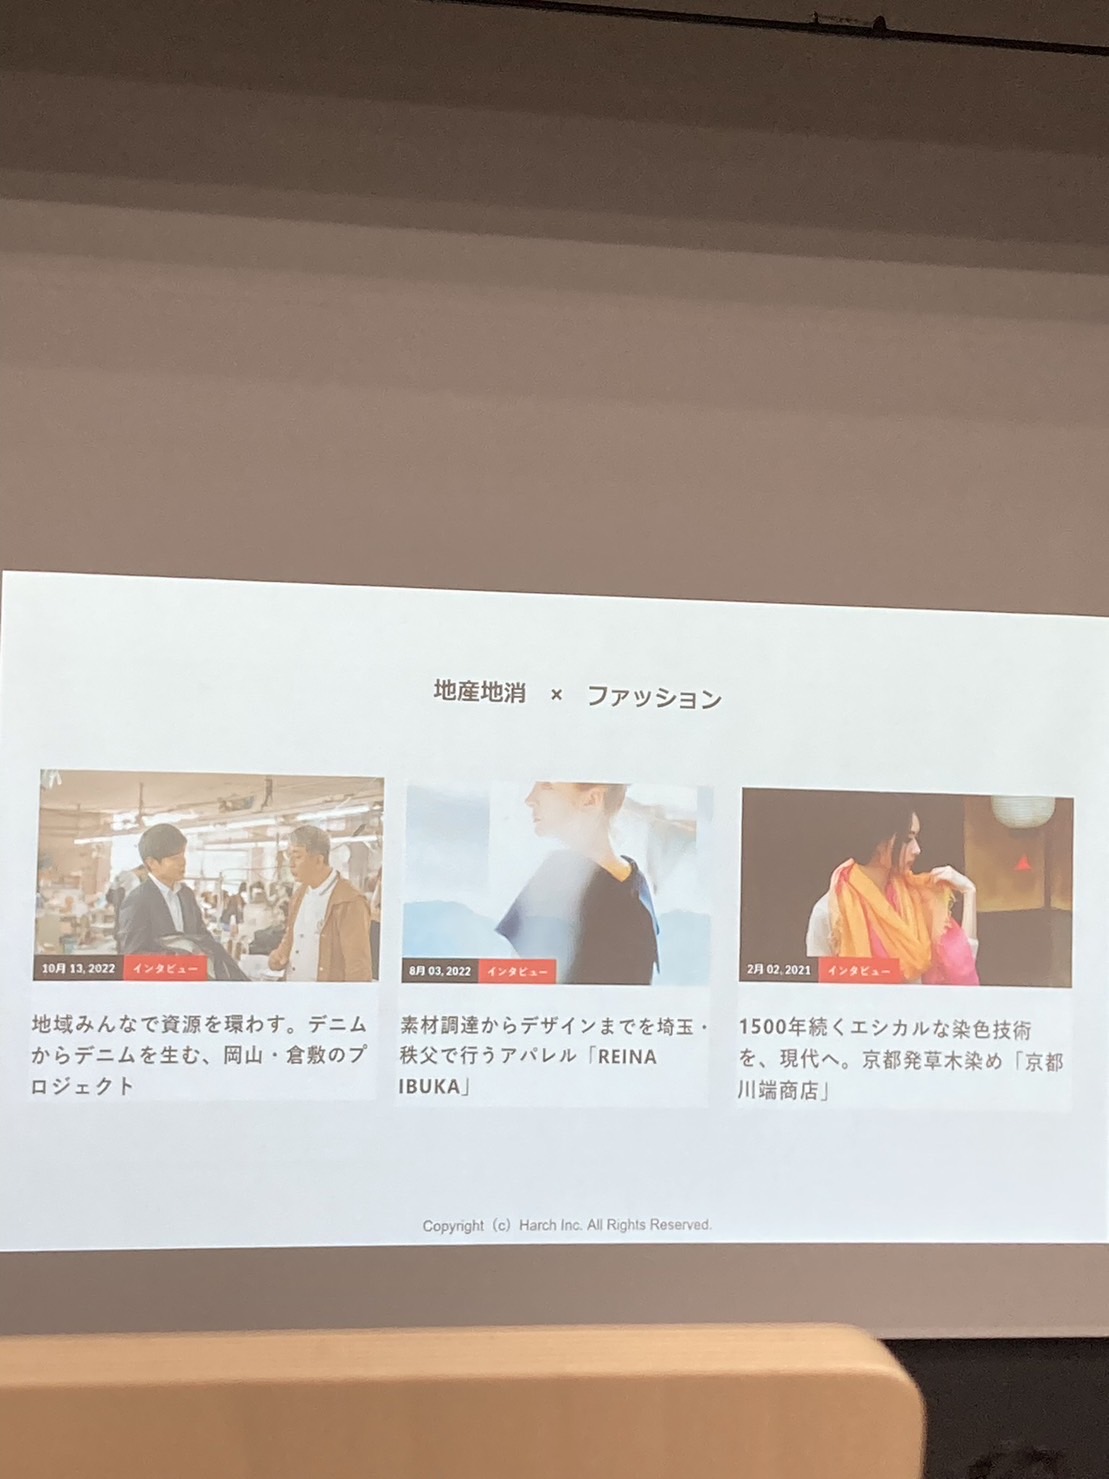 地産地消 × ファッション
10月 13, 2022 インタビュー
地域みんなで資源を環わす。デニム
からデニムを生む、岡山・倉敷のプ
ロジェクト
8月 03, 2022 インタビュー
素材調達からデザインまでを埼玉・
秩父で行うアパレル「REINA
IBUKA」
2月 02, 2021 インタビュー
1500年続くエシカルな染色技術
を、現代へ。京都発草木染め「京都
川端商店」
Copyright（c）Harch Inc. All Rights Reserved.